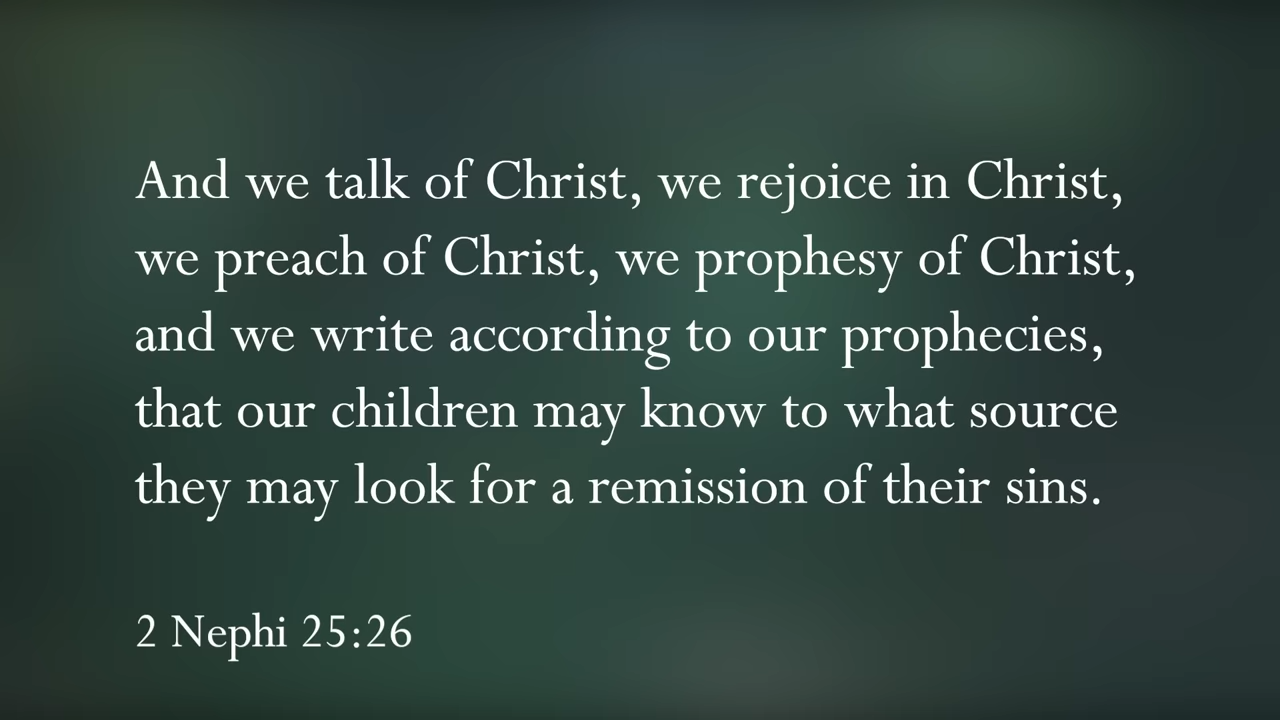 And we talk of Christ, we rejoice in Christ,
we preach of Christ, we prophesy of Christ,
and we write according to our prophecies,
that our children may know to what source
they may look for a remission of their sins.
2 Nephi 25:26